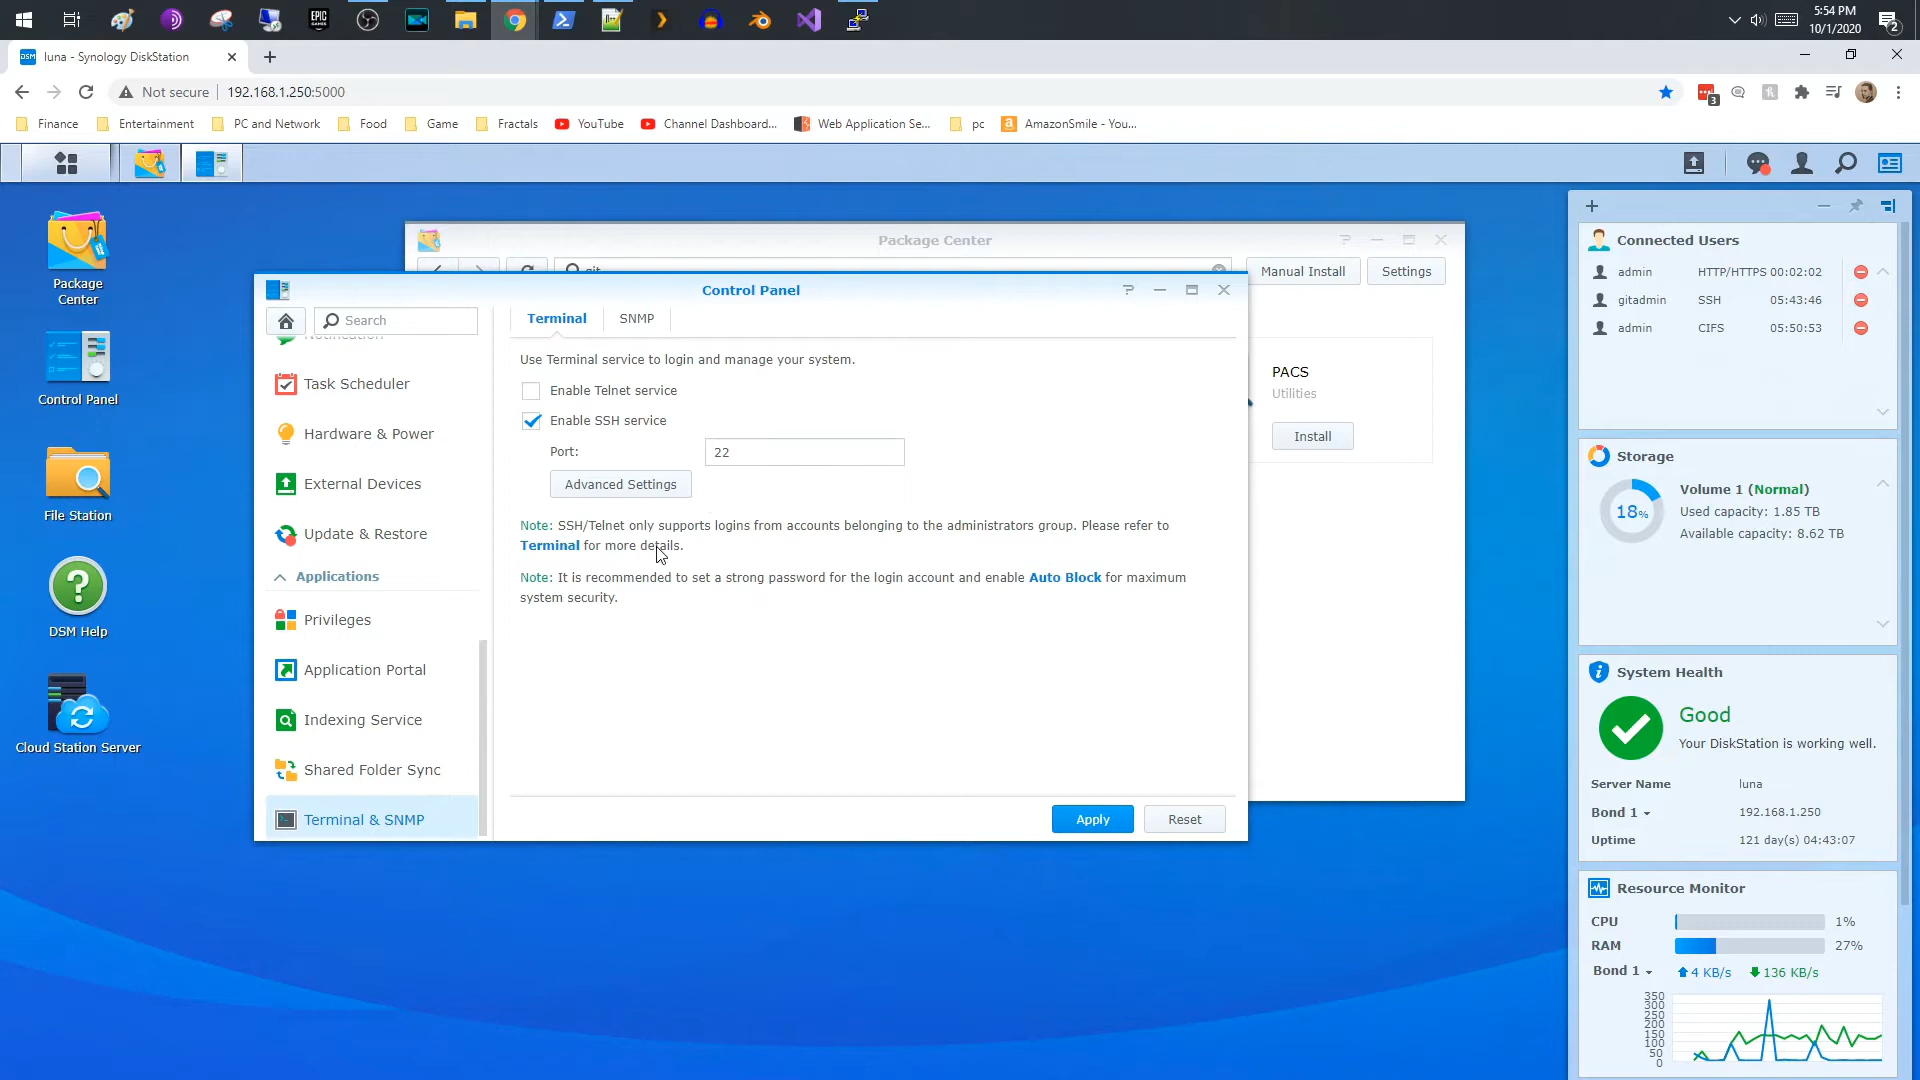 EPIC
GAMES
5:54 PM
10/1/2020
2
DSM
luna - Synology DiskStation
Not secure
192.168.1.250:5000
3
Finance
Entertainment
PC and Network
Food
Game
Fractals
YouTube
Channel Dashboard...
Web Application Se...
pc
AmazonSmile - You...
Package
Center
Control Panel
File Station
DSM Help
Cloud Station Server
Package Center
git
Manual Install
Settings
PACS
Utilities
Install
Control Panel
Search
Notification
Task Scheduler
Hardware & Power
External Devices
Update & Restore
Applications
Privileges
Application Portal
Indexing Service
Shared Folder Sync
Terminal & SNMP
Terminal
SNMP
Use Terminal service to login and manage your system.
Enable Telnet service
Enable SSH service
Port:
22
Advanced Settings
Note: SSH/Telnet only supports logins from accounts belonging to the administrators group. Please refer to
Terminal for more details.
Note: It is recommended to set a strong password for the login account and enable Auto Block for maximum
system security.
Apply
Reset
Connected Users
admin HTTP/HTTPS 00:02:02
gitadmin SSH 05:43:46
admin CIFS 05:50:53
Storage
18%
Volume 1 (Normal)
Used capacity: 1.85 TB
Available capacity: 8.62 TB
System Health
Good
Your DiskStation is working well.
Server Name luna
Bond 1 192.168.1.250
Uptime 121 day(s) 04:43:07
Resource Monitor
CPU 1%
RAM 27%
Bond 1 4 KB/s 136 KB/s
350
300
250
200
150
100
50
0